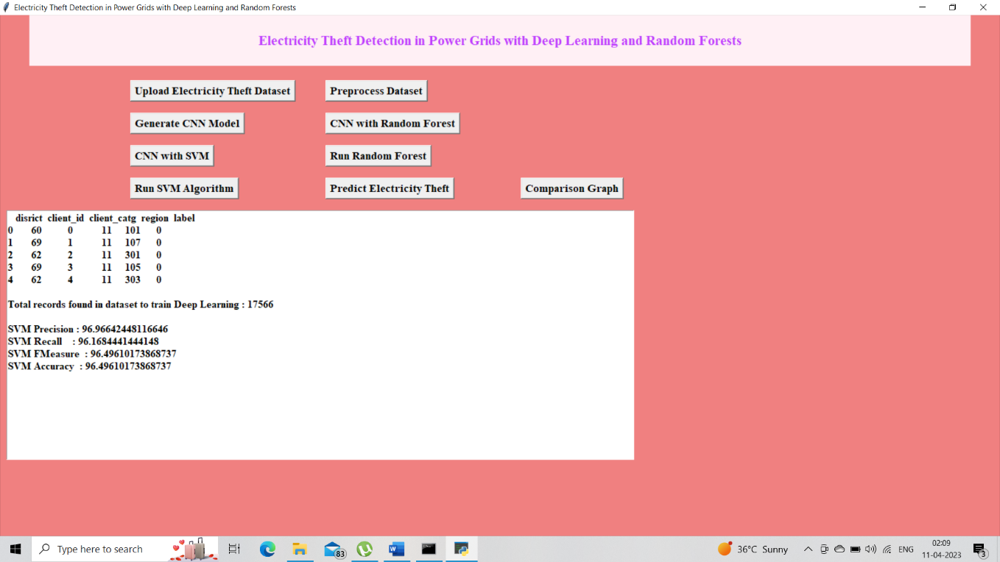 Electricity Theft Detection in Power Grids with Deep Learning and Random Forests
Electricity Theft Detection in Power Grids with Deep Learning and Random Forests
Upload Electricity Theft Dataset Preprocess Dataset
Generate CNN Model CNN with Random Forest
CNN with SVM Run Random Forest
Run SVM Algorithm Predict Electricity Theft Comparison Graph
disrict client_id client_catg region label
0 60 0 11 101 0
1 69 1 11 107 0
2 62 2 11 301 0
3 69 3 11 105 0
4 62 4 11 303 0
Total records found in dataset to train Deep Learning : 17566
SVM Precision : 96.96642448116646
SVM Recall : 96.1684441444148
SVM FMeasure : 96.49610173868737
SVM Accuracy : 96.49610173868737
Type here to search 83 36°C Sunny ENG 02:09
11-04-2023 3